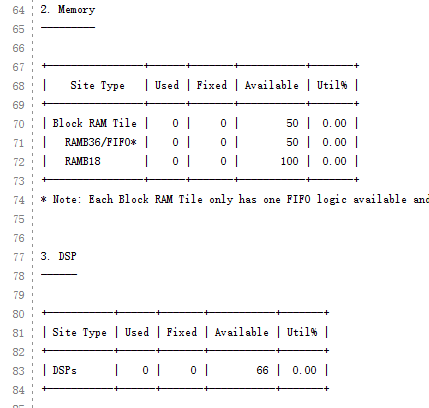 64 2. Memory
65 ---------
66
67 +----------------+------+-------+-----------+-------+
68 |    Site Type   | Used | Fixed | Available | Util% |
69 +----------------+------+-------+-----------+-------+
70 | Block RAM Tile |    0 |     0 |        50 |  0.00 |
71 |   RAMB36/FIFO* |    0 |     0 |        50 |  0.00 |
72 |   RAMB18       |    0 |     0 |       100 |  0.00 |
73 +----------------+------+-------+-----------+-------+
74 * Note: Each Block RAM Tile only has one FIFO logic available and
75
76
77 3. DSP
78 ------
79
80 +-----------+------+-------+-----------+-------+
81 | Site Type | Used | Fixed | Available | Util% |
82 +-----------+------+-------+-----------+-------+
83 | DSPs      |    0 |     0 |        66 |  0.00 |
84 +-----------+------+-------+-----------+-------+